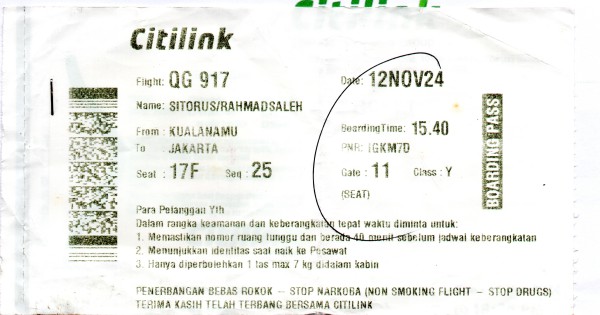 Citilink
Flight: QG 917 Date: 12NOV24
Name: SITORUS/RAHMADSALEH
From : KUALANAMU BoardingTime: 15.40
To JAKARTA PNR: IGKM7D
Seat : 17F Seq : 25 Gate : 11 Class : Y
(SEAT)
BOARDING PASS
Para Pelanggan Yth
Dalam rangka keamanan dan keberangkatan tepat waktu diminta untuk:
1. Memastikan nomor ruang tunggu dan berada 40 menit sebelum jadwal keberangkatan
2. Menunjukkan identitas saat naik ke Pesawat
3. Hanya diperbolehkan 1 tas max 7 kg didalam kabin
PENERBANGAN BEBAS ROKOK – STOP NARKOBA (NON SMOKING FLIGHT – STOP DRUGS)
TERIMA KASIH TELAH TERBANG BERSAMA CITILINK